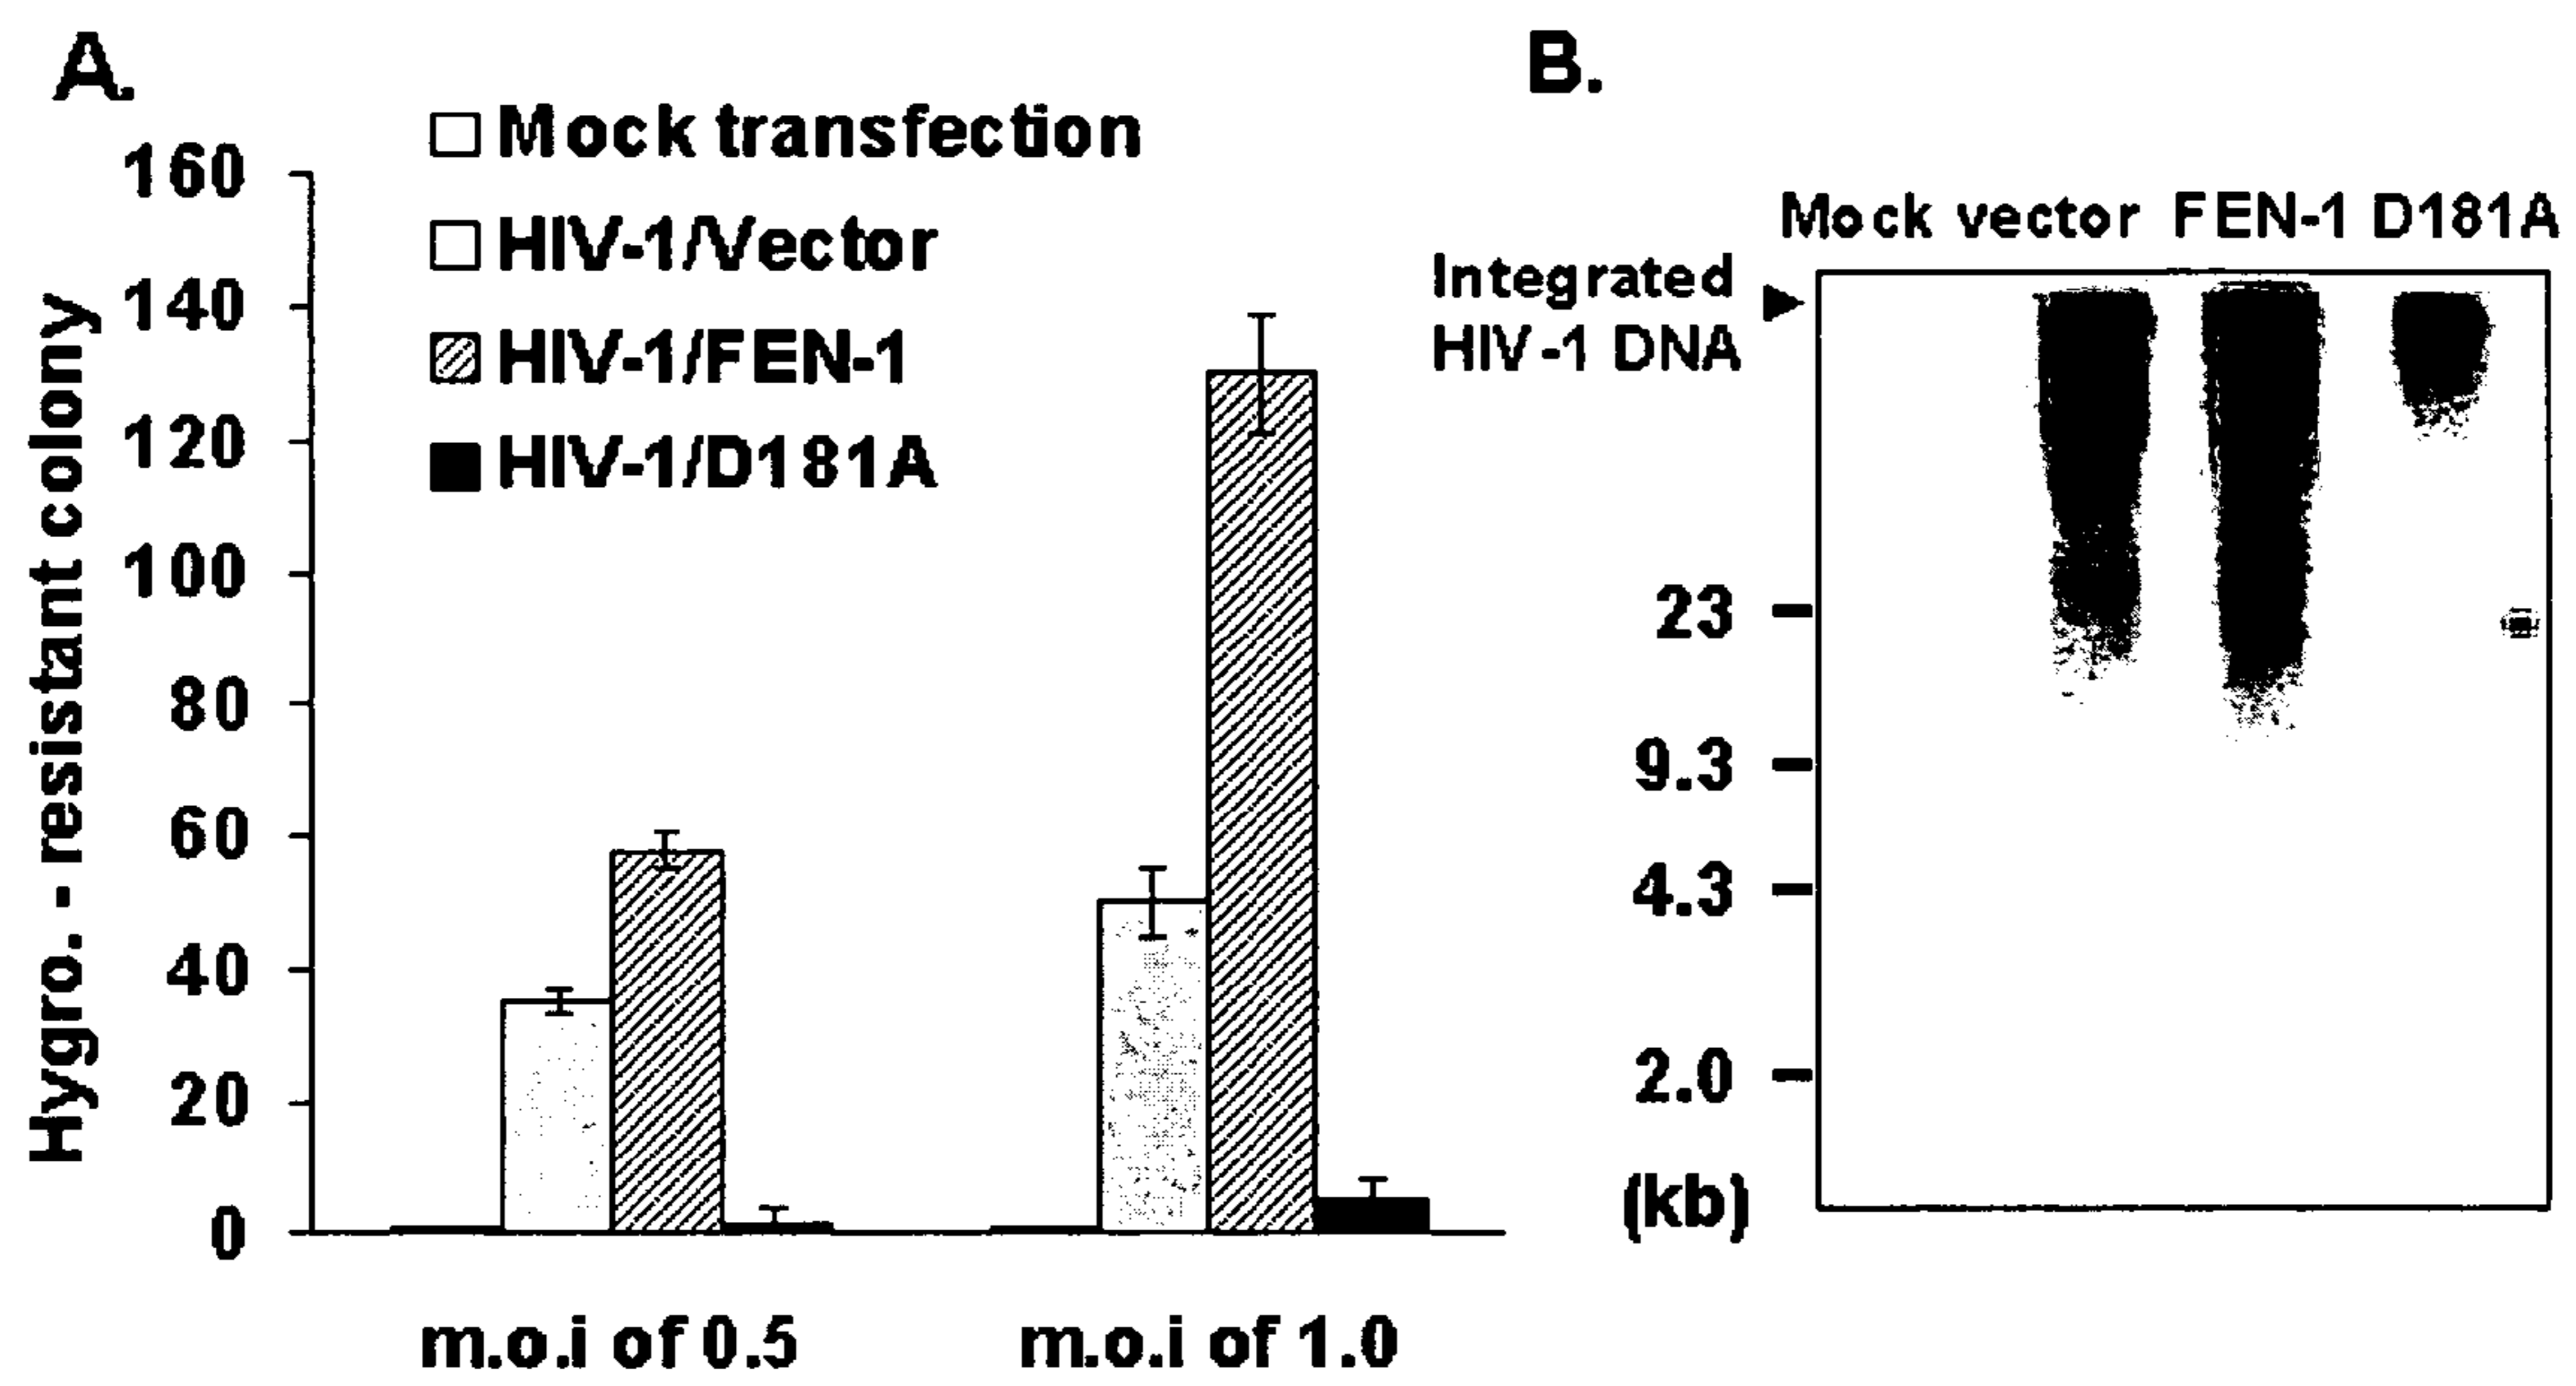 A.
Mock transfection
HIV-1/Vector
HIV-1/FEN-1
HIV-1/D181A
Hygro. - resistant colony
160
140
120
100
80
60
40
20
0
m.o.i of 0.5
m.o.i of 1.0
B.
Mock vector FEN-1 D181A
Integrated
HIV-1 DNA
23
9.3
4.3
2.0
(kb)